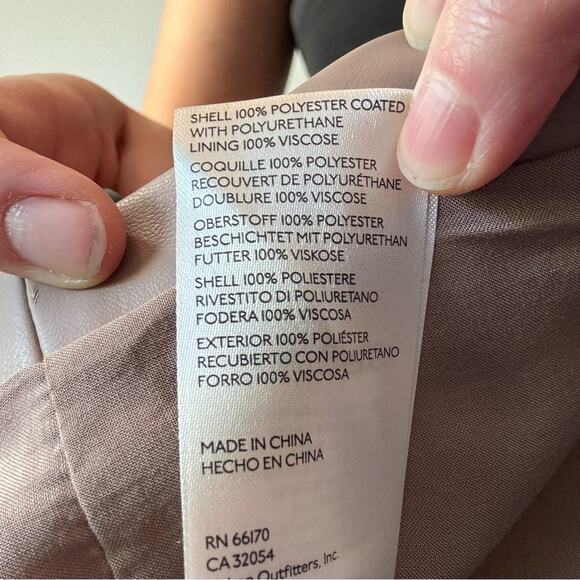 SHELL 100% POLYESTER COATED
WITH POLYURETHANE
LINING 100% VISCOSE
COQUILLE 100% POLYESTER
RECOUVERT DE POLYURÉTHANE
DOUBLURE 100% VISCOSE
OBERSTOFF 100% POLYESTER
BESCHICHTET MIT POLYURETHAN
FUTTER 100% VISKOSE
SHELL 100% POLIESTERE
RIVESTITO DI POLIURETANO
FODERA 100% VISCOSA
EXTERIOR 100% POLIÉSTER
RECUBIERTO CON POLIURETANO
FORRO 100% VISCOSA
MADE IN CHINA
HECHO EN CHINA
RN 66170
CA 32054
Outfitters, Inc.